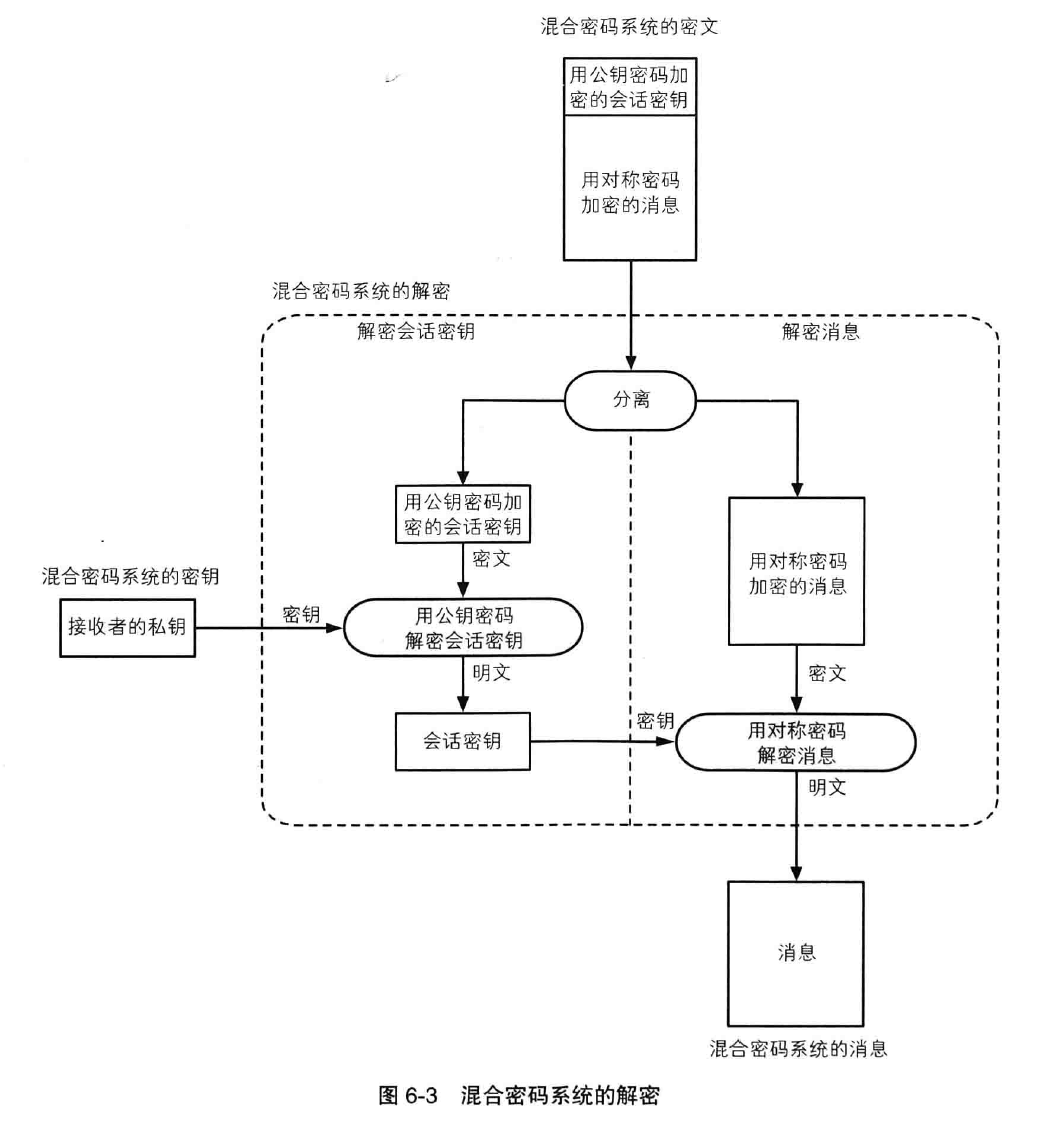 混合密码系统的密文
用公钥密码加
密的会话密钥
用对称密码
加密的消息
混合密码系统的解密
解密会话密钥
解密消息
分离
用公钥密码加
密的会话密钥
密文
用对称密码
加密的消息
混合密码系统的密钥
接收者的私钥
密钥
用公钥密码
解密会话密钥
明文
密文
会话密钥
密钥
用对称密码
解密消息
明文
消息
混合密码系统的消息
图 6-3 混合密码系统的解密